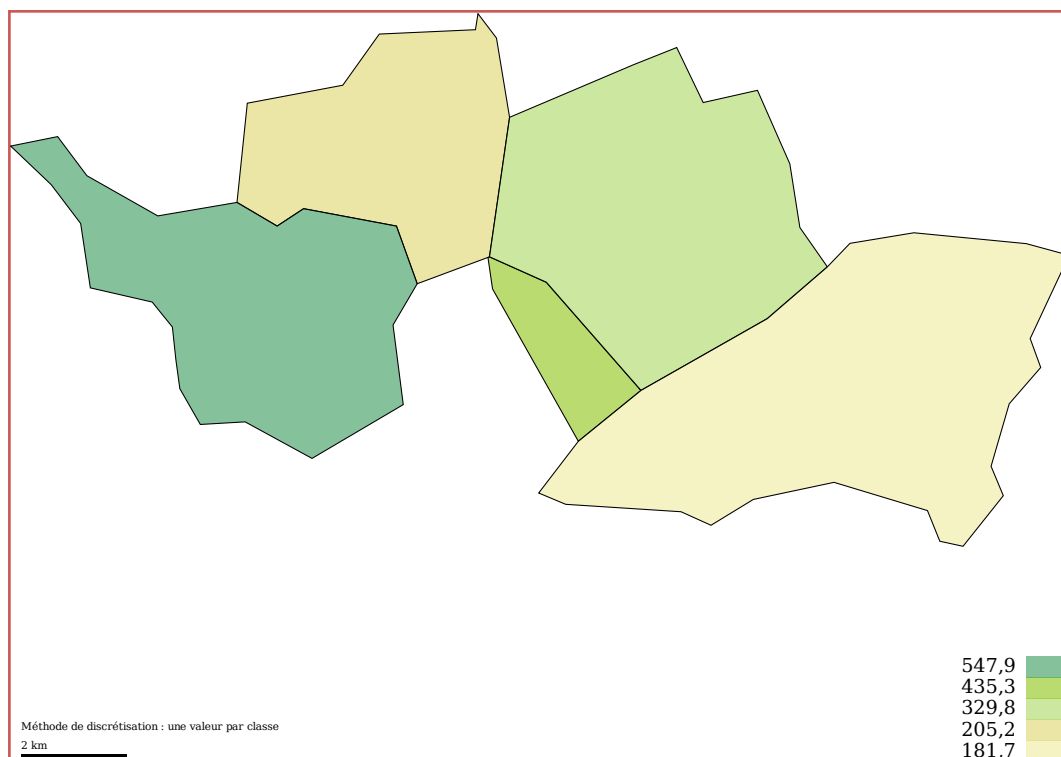 547,9
435,3
329,8
205,2
181,7
Méthode de discrétisation : une valeur par classe
2 km